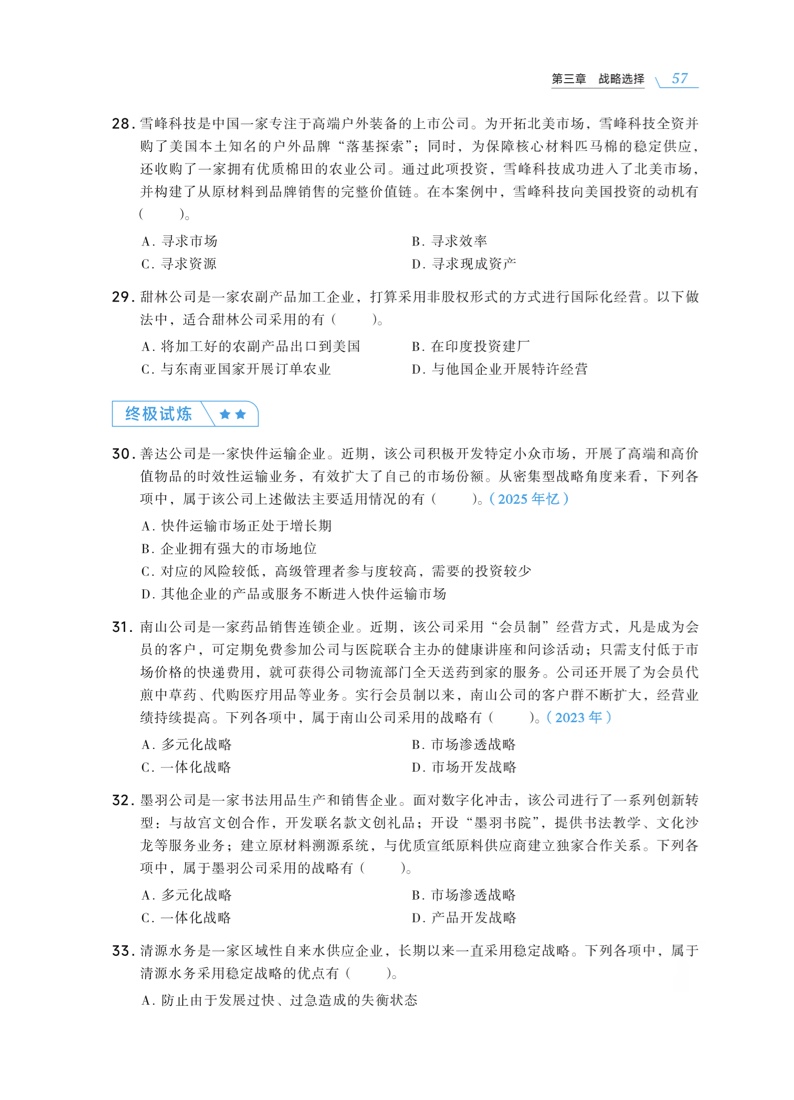 第三章　战略选择　57
28. 雪峰科技是中国一家专注于高端户外装备的上市公司。为开拓北美市场，雪峰科技全资并
购了美国本土知名的户外品牌“落基探索”；同时，为保障核心材料匹马棉的稳定供应，
还收购了一家拥有优质棉田的农业公司。通过此项投资，雪峰科技成功进入了北美市场，
并构建了从原材料到品牌销售的完整价值链。在本案例中，雪峰科技向美国投资的动机有
（　　）。
A. 寻求市场　B. 寻求效率
C. 寻求资源　D. 寻求现成资产
29. 甜林公司是一家农副产品加工企业，打算采用非股权形式的方式进行国际化经营。以下做
法中，适合甜林公司采用的有（　　）。
A. 将加工好的农副产品出口到美国　B. 在印度投资建厂
C. 与东南亚国家开展订单农业　D. 与他国企业开展特许经营
终极试炼 ★★
30. 善达公司是一家快件运输企业。近期，该公司积极开发特定小众市场，开展了高端和高价
值物品的时效性运输业务，有效扩大了自己的市场份额。从密集型战略角度来看，下列各
项中，属于该公司上述做法主要适用情况的有（　　）。（2025 年忆）
A. 快件运输市场正处于增长期
B. 企业拥有强大的市场地位
C. 对应的风险较低，高级管理者参与度较高，需要的投资较少
D. 其他企业的产品或服务不断进入快件运输市场
31. 南山公司是一家药品销售连锁企业。近期，该公司采用“会员制”经营方式，凡是成为会
员的客户，可定期免费参加公司与医院联合主办的健康讲座和问诊活动；只需支付低于市
场价格的快递费用，就可获得公司物流部门全天送药到家的服务。公司还开展了为会员代
煎中草药、代购医疗用品等业务。实行会员制以来，南山公司的客户群不断扩大，经营业
绩持续提高。下列各项中，属于南山公司采用的战略有（　　）。（2023 年）
A. 多元化战略　B. 市场渗透战略
C. 一体化战略　D. 市场开发战略
32. 墨羽公司是一家书法用品生产和销售企业。面对数字化冲击，该公司进行了一系列创新转
型：与故宫文创合作，开发联名款文创礼品；开设“墨羽书院”，提供书法教学、文化沙
龙等服务业务；建立原材料溯源系统，与优质宣纸原料供应商建立独家合作关系。下列各
项中，属于墨羽公司采用的战略有（　　）。
A. 多元化战略　B. 市场渗透战略
C. 一体化战略　D. 产品开发战略
33. 清源水务是一家区域性自来水供应企业，长期以来一直采用稳定战略。下列各项中，属于
清源水务采用稳定战略的优点有（　　）。
A. 防止由于发展过快、过急造成的失衡状态